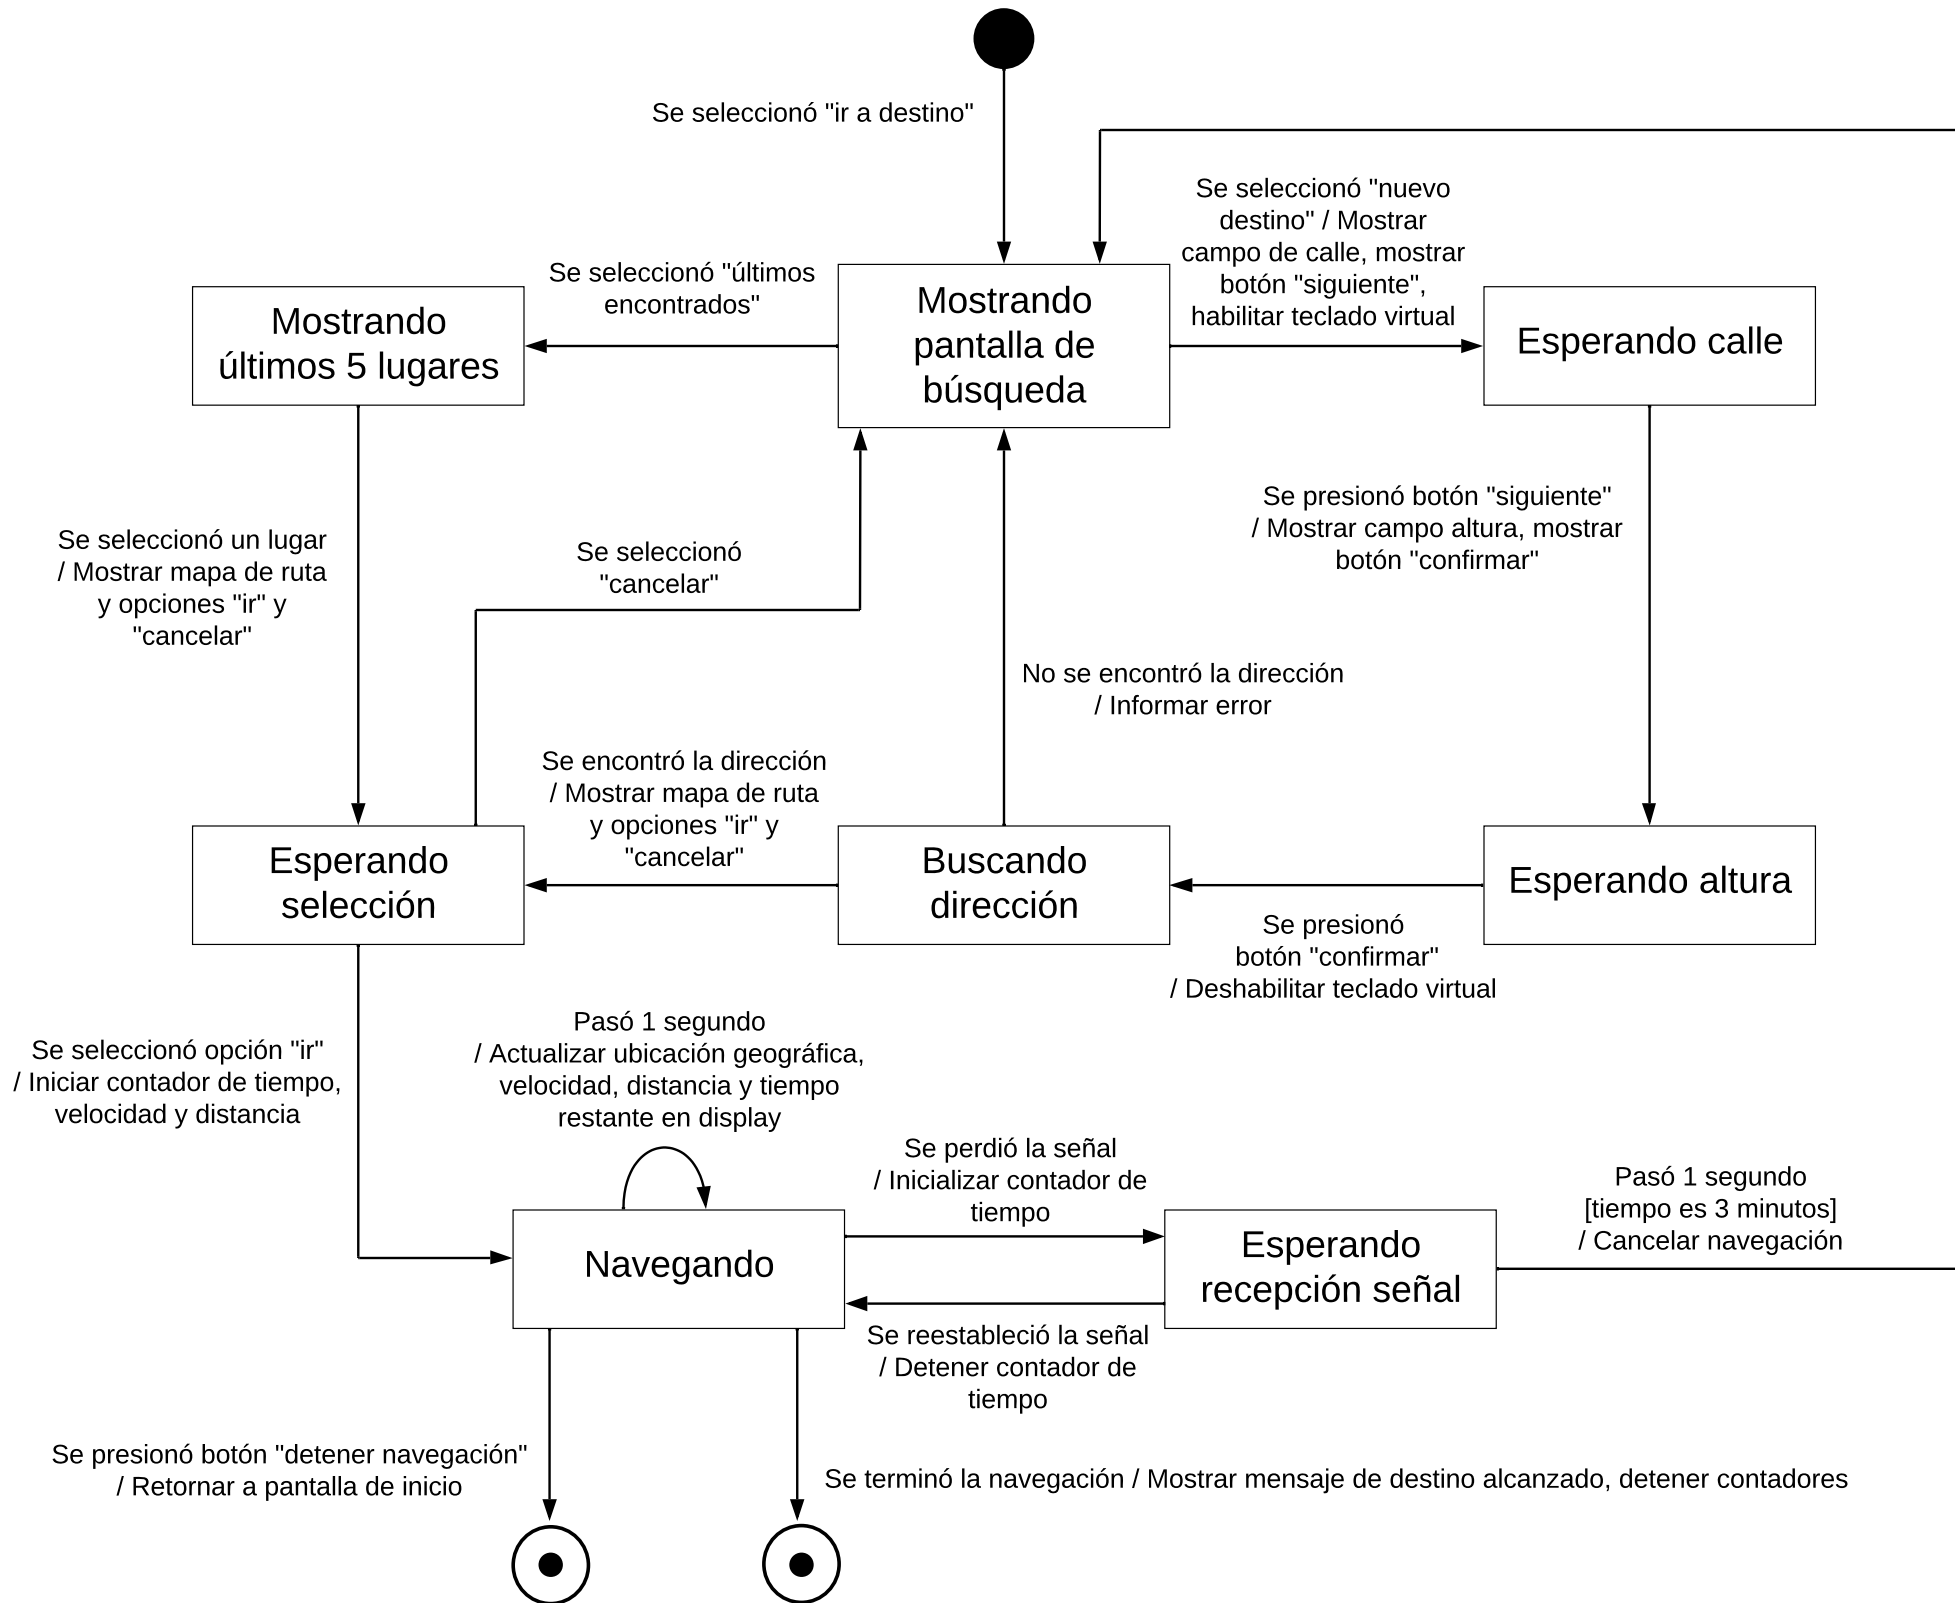 Se seleccionó "ir a destino"
Se seleccionó "nuevo
destino" / Mostrar
campo de calle, mostrar
botón "siguiente",
habilitar teclado virtual
Se seleccionó "últimos
encontrados"
Mostrando
últimos 5 lugares
Mostrando
pantalla de
búsqueda
Esperando calle
Se seleccionó un lugar
/ Mostrar mapa de ruta
y opciones "ir" y
"cancelar"
Se seleccionó
"cancelar"
Se presionó botón "siguiente"
/ Mostrar campo altura, mostrar
botón "confirmar"
No se encontró la dirección
/ Informar error
Se encontró la dirección
/ Mostrar mapa de ruta
y opciones "ir" y
"cancelar"
Esperando
selección
Buscando
dirección
Esperando altura
Se presionó
botón "confirmar"
/ Deshabilitar teclado virtual
Se seleccionó opción "ir"
/ Iniciar contador de tiempo,
velocidad y distancia
Pasó 1 segundo
/ Actualizar ubicación geográfica,
velocidad, distancia y tiempo
restante en display
Se perdió la señal
/ Inicializar contador de
tiempo
Pasó 1 segundo
[tiempo es 3 minutos]
/ Cancelar navegación
Navegando
Esperando
recepción señal
Se reestableció la señal
/ Detener contador de
tiempo
Se presionó botón "detener navegación"
/ Retornar a pantalla de inicio
Se terminó la navegación / Mostrar mensaje de destino alcanzado, detener contadores